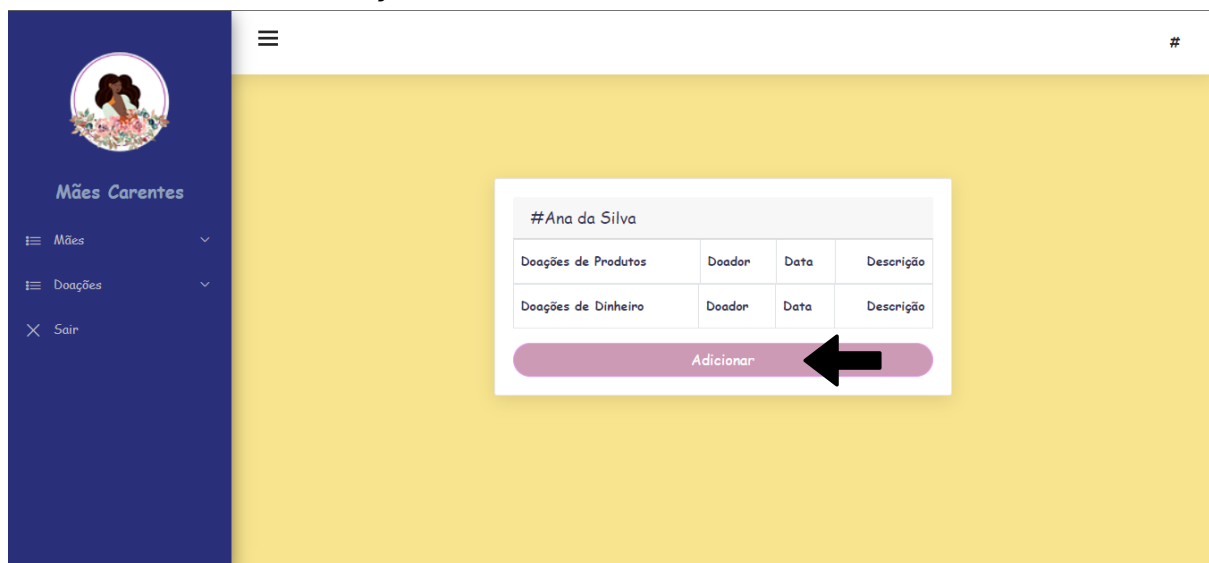 #
Mães Carentes
Mães
Doações
Sair
#Ana da Silva
Doações de Produtos Doador Data Descrição
Doações de Dinheiro Doador Data Descrição
Adicionar